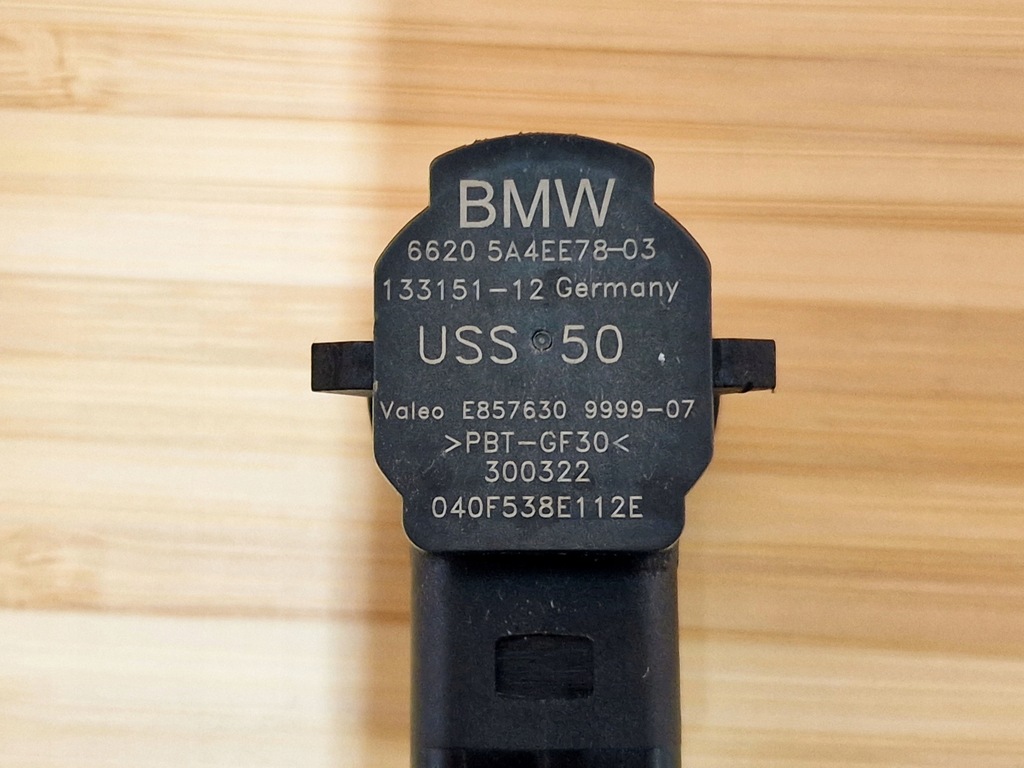 BMW
6620 5A4EE78-03
133151-12 Germany
USS 50
Valeo E857630 9999-07
>PBT-GF30<
300322
040F538E112E